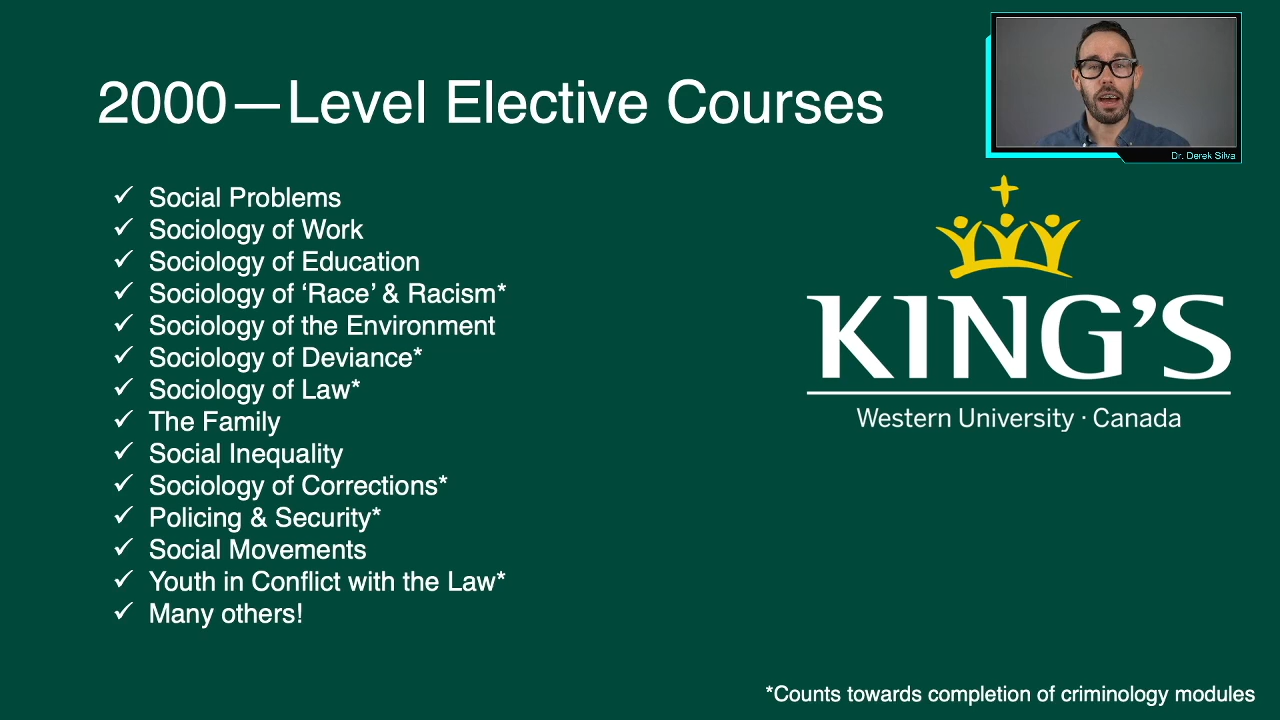 2000—Level Elective Courses
Dr. Derek Silva
✓ Social Problems
✓ Sociology of Work
✓ Sociology of Education
✓ Sociology of ‘Race’ & Racism*
✓ Sociology of the Environment
✓ Sociology of Deviance*
✓ Sociology of Law*
✓ The Family
✓ Social Inequality
✓ Sociology of Corrections*
✓ Policing & Security*
✓ Social Movements
✓ Youth in Conflict with the Law*
✓ Many others!
KING’S
Western University · Canada
*Counts towards completion of criminology modules